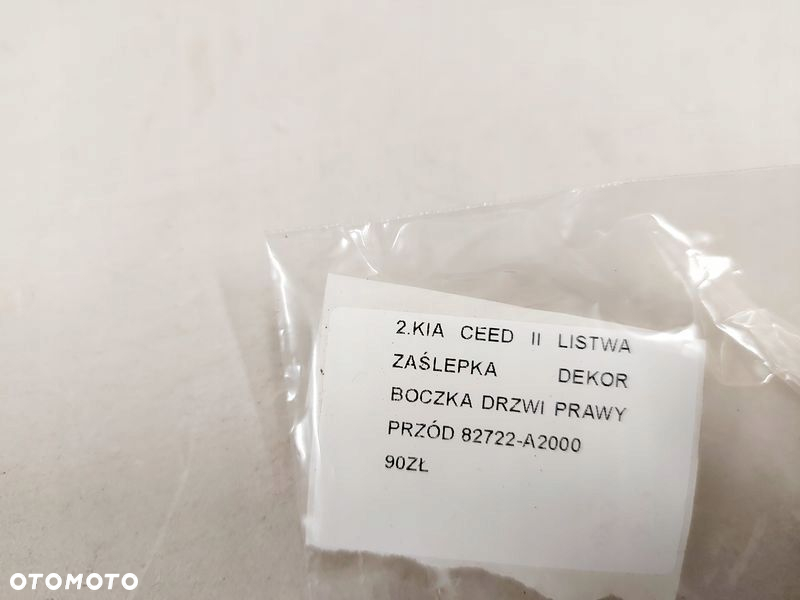 2.KIA CEED II LISTWA
ZAŚLEPKA DEKOR
BOCZKA DRZWI PRAWY
PRZÓD 82722-A2000
90ZŁ
OTOMOTO